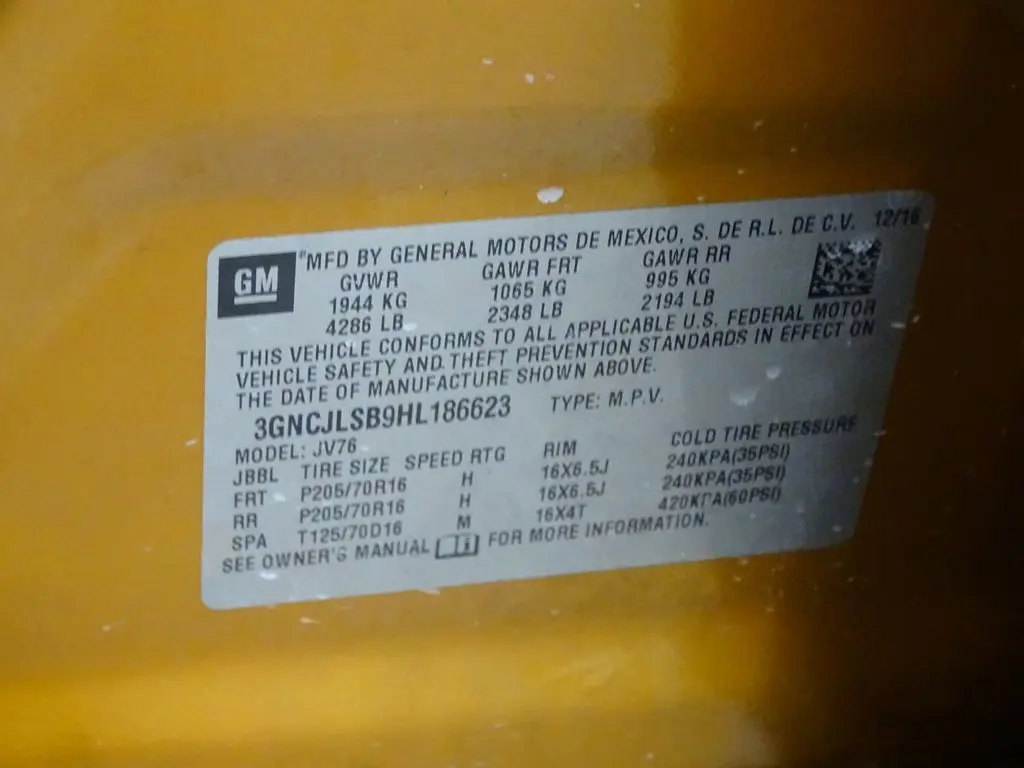 GM
®MFD BY GENERAL MOTORS DE MEXICO, S. DE R.L. DE C.V. 12/16
GVWR GAWR FRT GAWR RR
1944 KG 1065 KG 995 KG
4286 LB 2348 LB 2194 LB
THIS VEHICLE CONFORMS TO ALL APPLICABLE U.S. FEDERAL MOTOR
VEHICLE SAFETY AND THEFT PREVENTION STANDARDS IN EFFECT ON
THE DATE OF MANUFACTURE SHOWN ABOVE.
3GNCJLSB9HL186623 TYPE: M.P.V.
MODEL: JV76
JBBL TIRE SIZE SPEED RTG RIM COLD TIRE PRESSURE
FRT P205/70R16 H 16X6.5J 240KPA(35PSI)
RR P205/70R16 H 16X6.5J 240KPA(35PSI)
SPA T125/70D16 M 16X4T 420KPA(60PSI)
SEE OWNER'S MANUAL FOR MORE INFORMATION.